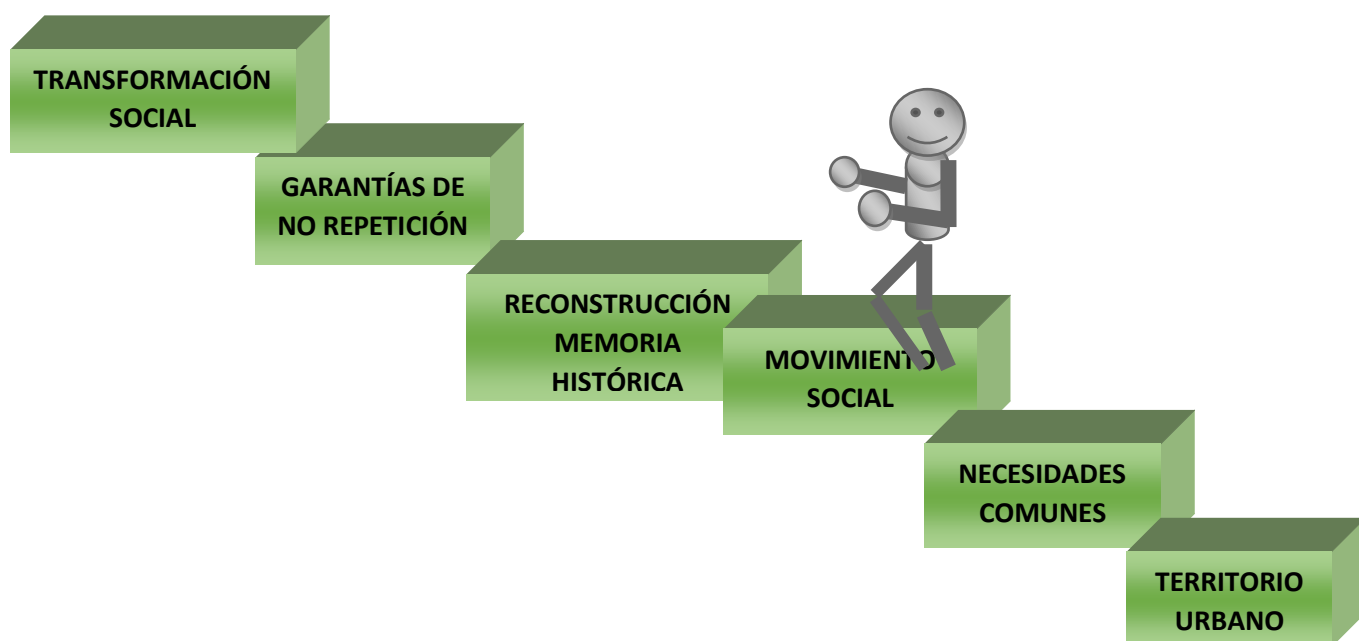 TRANSFORMACIÓN
SOCIAL
GARANTÍAS DE
NO REPETICIÓN
RECONSTRUCCIÓN
MEMORIA
HISTÓRICA
MOVIMIENTO
SOCIAL
NECESIDADES
COMUNES
TERRITORIO
URBANO